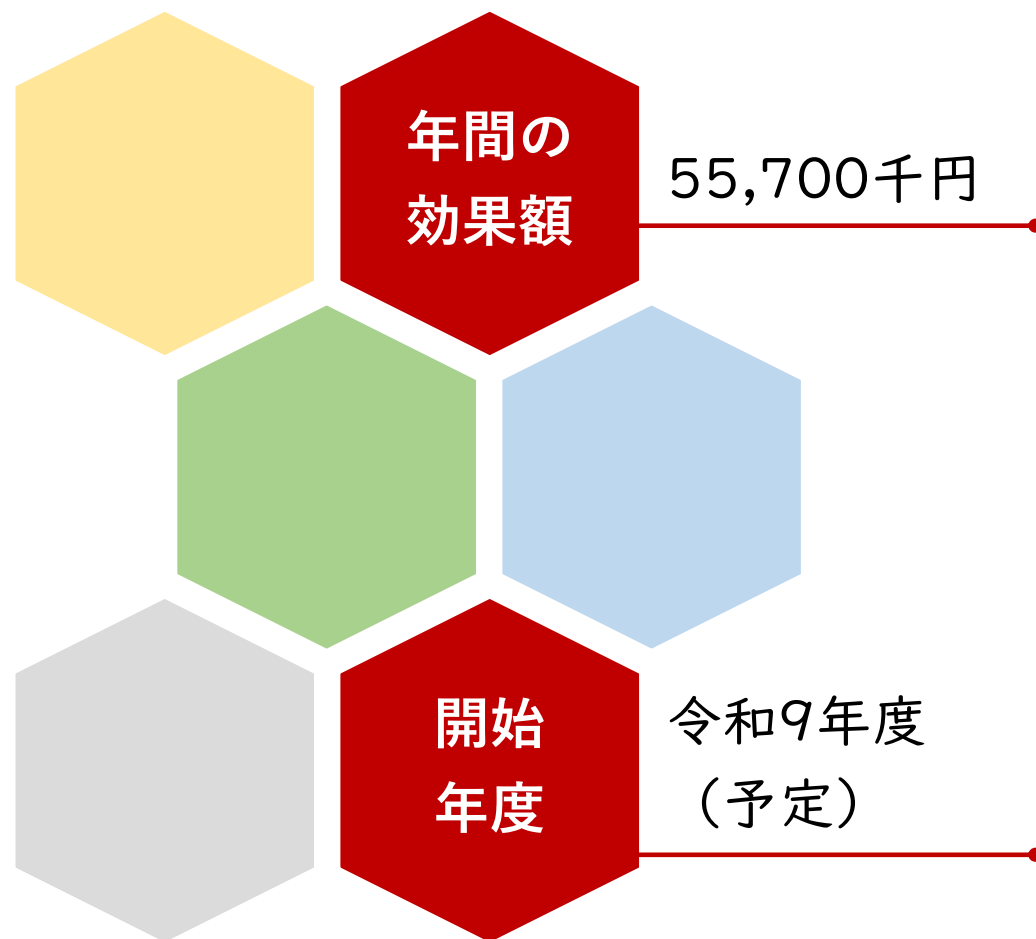 年間の
効果額
55,700千円
開始
年度
令和9年度
（予定）